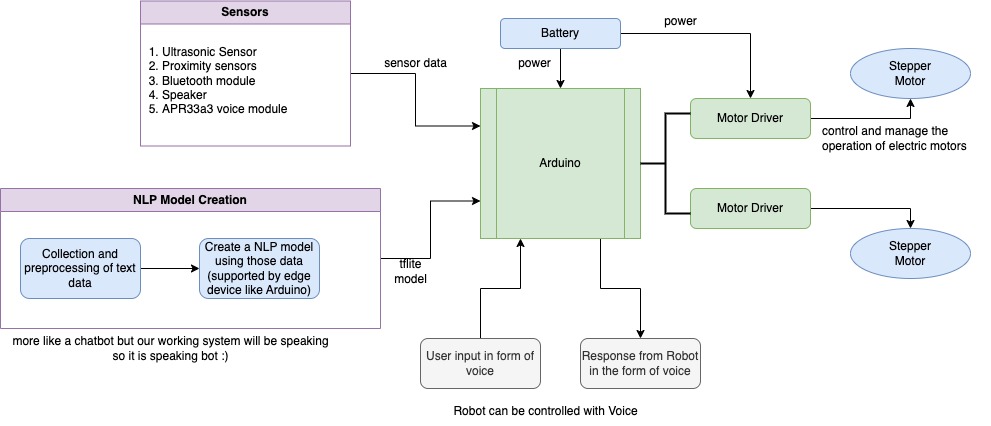 Sensors
1. Ultrasonic Sensor
2. Proximity sensors
3. Bluetooth module
4. Speaker
5. APR33a3 voice module
sensor data
Battery
power
power
Arduino
Motor Driver
Stepper
Motor
control and manage the
operation of electric motors
Motor Driver
Stepper
Motor
NLP Model Creation
Collection and
preprocessing of text
data
Create a NLP model
using those data
(supported by edge
device like Arduino)
tflite
model
more like a chatbot but our working system will be speaking
so it is speaking bot :)
User input in form of
voice
Response from Robot
in the form of voice
Robot can be controlled with Voice